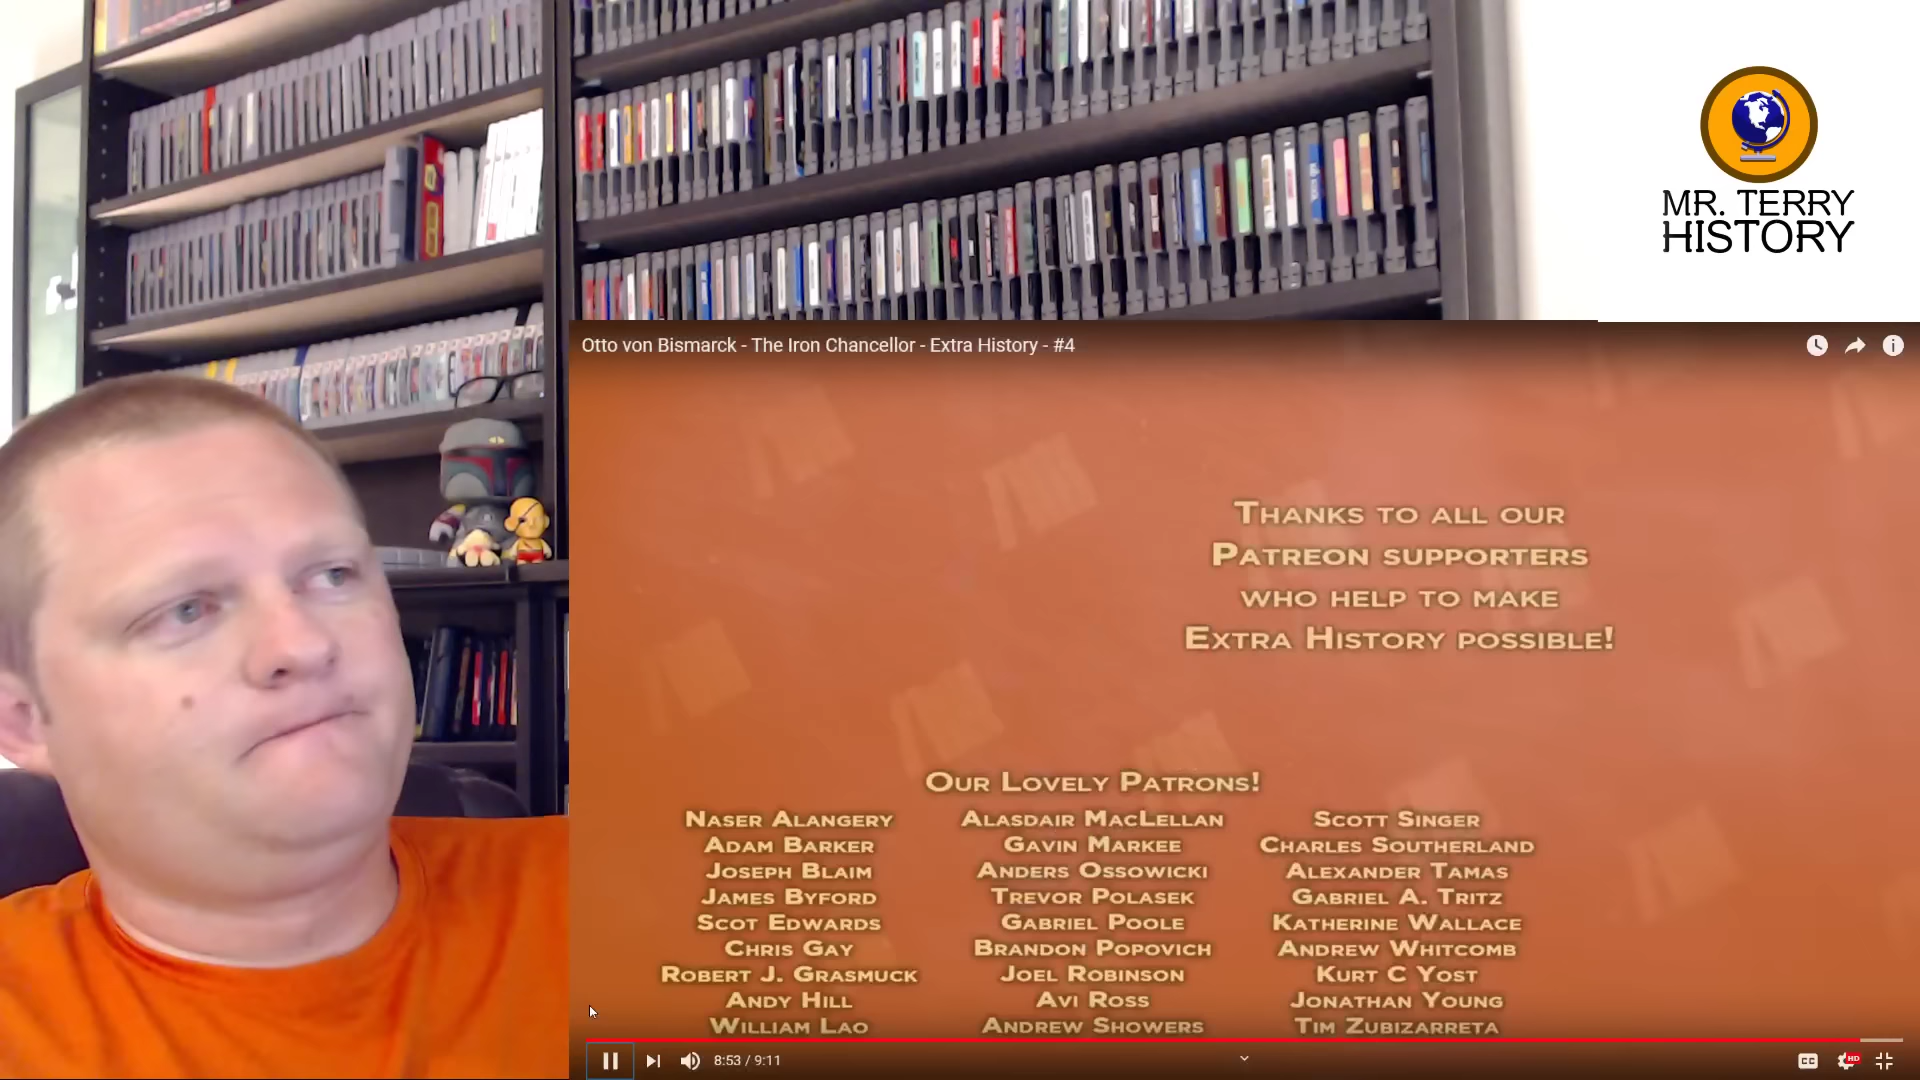 MR. TERRY
HISTORY
Otto von Bismarck - The Iron Chancellor - Extra History - #4
Thanks to all our
Patreon supporters
who help to make
Extra History possible!
Our Lovely Patrons!
Naser Alangery
Adam Barker
Joseph Blaim
James Byford
Scot Edwards
Chris Gay
Robert J. Grasmuck
Andy Hill
William Lao
Alasdair MacLellan
Gavin Markee
Anders Ossowicki
Trevor Polasek
Gabriel Poole
Brandon Popovich
Joel Robinson
Avi Ross
Andrew Showers
Scott Singer
Charles Southerland
Alexander Tamas
Gabriel A. Tritz
Katherine Wallace
Andrew Whitcomb
Kurt C Yost
Jonathan Young
Tim Zubizarreta
8:53 / 9:11
CC
HD